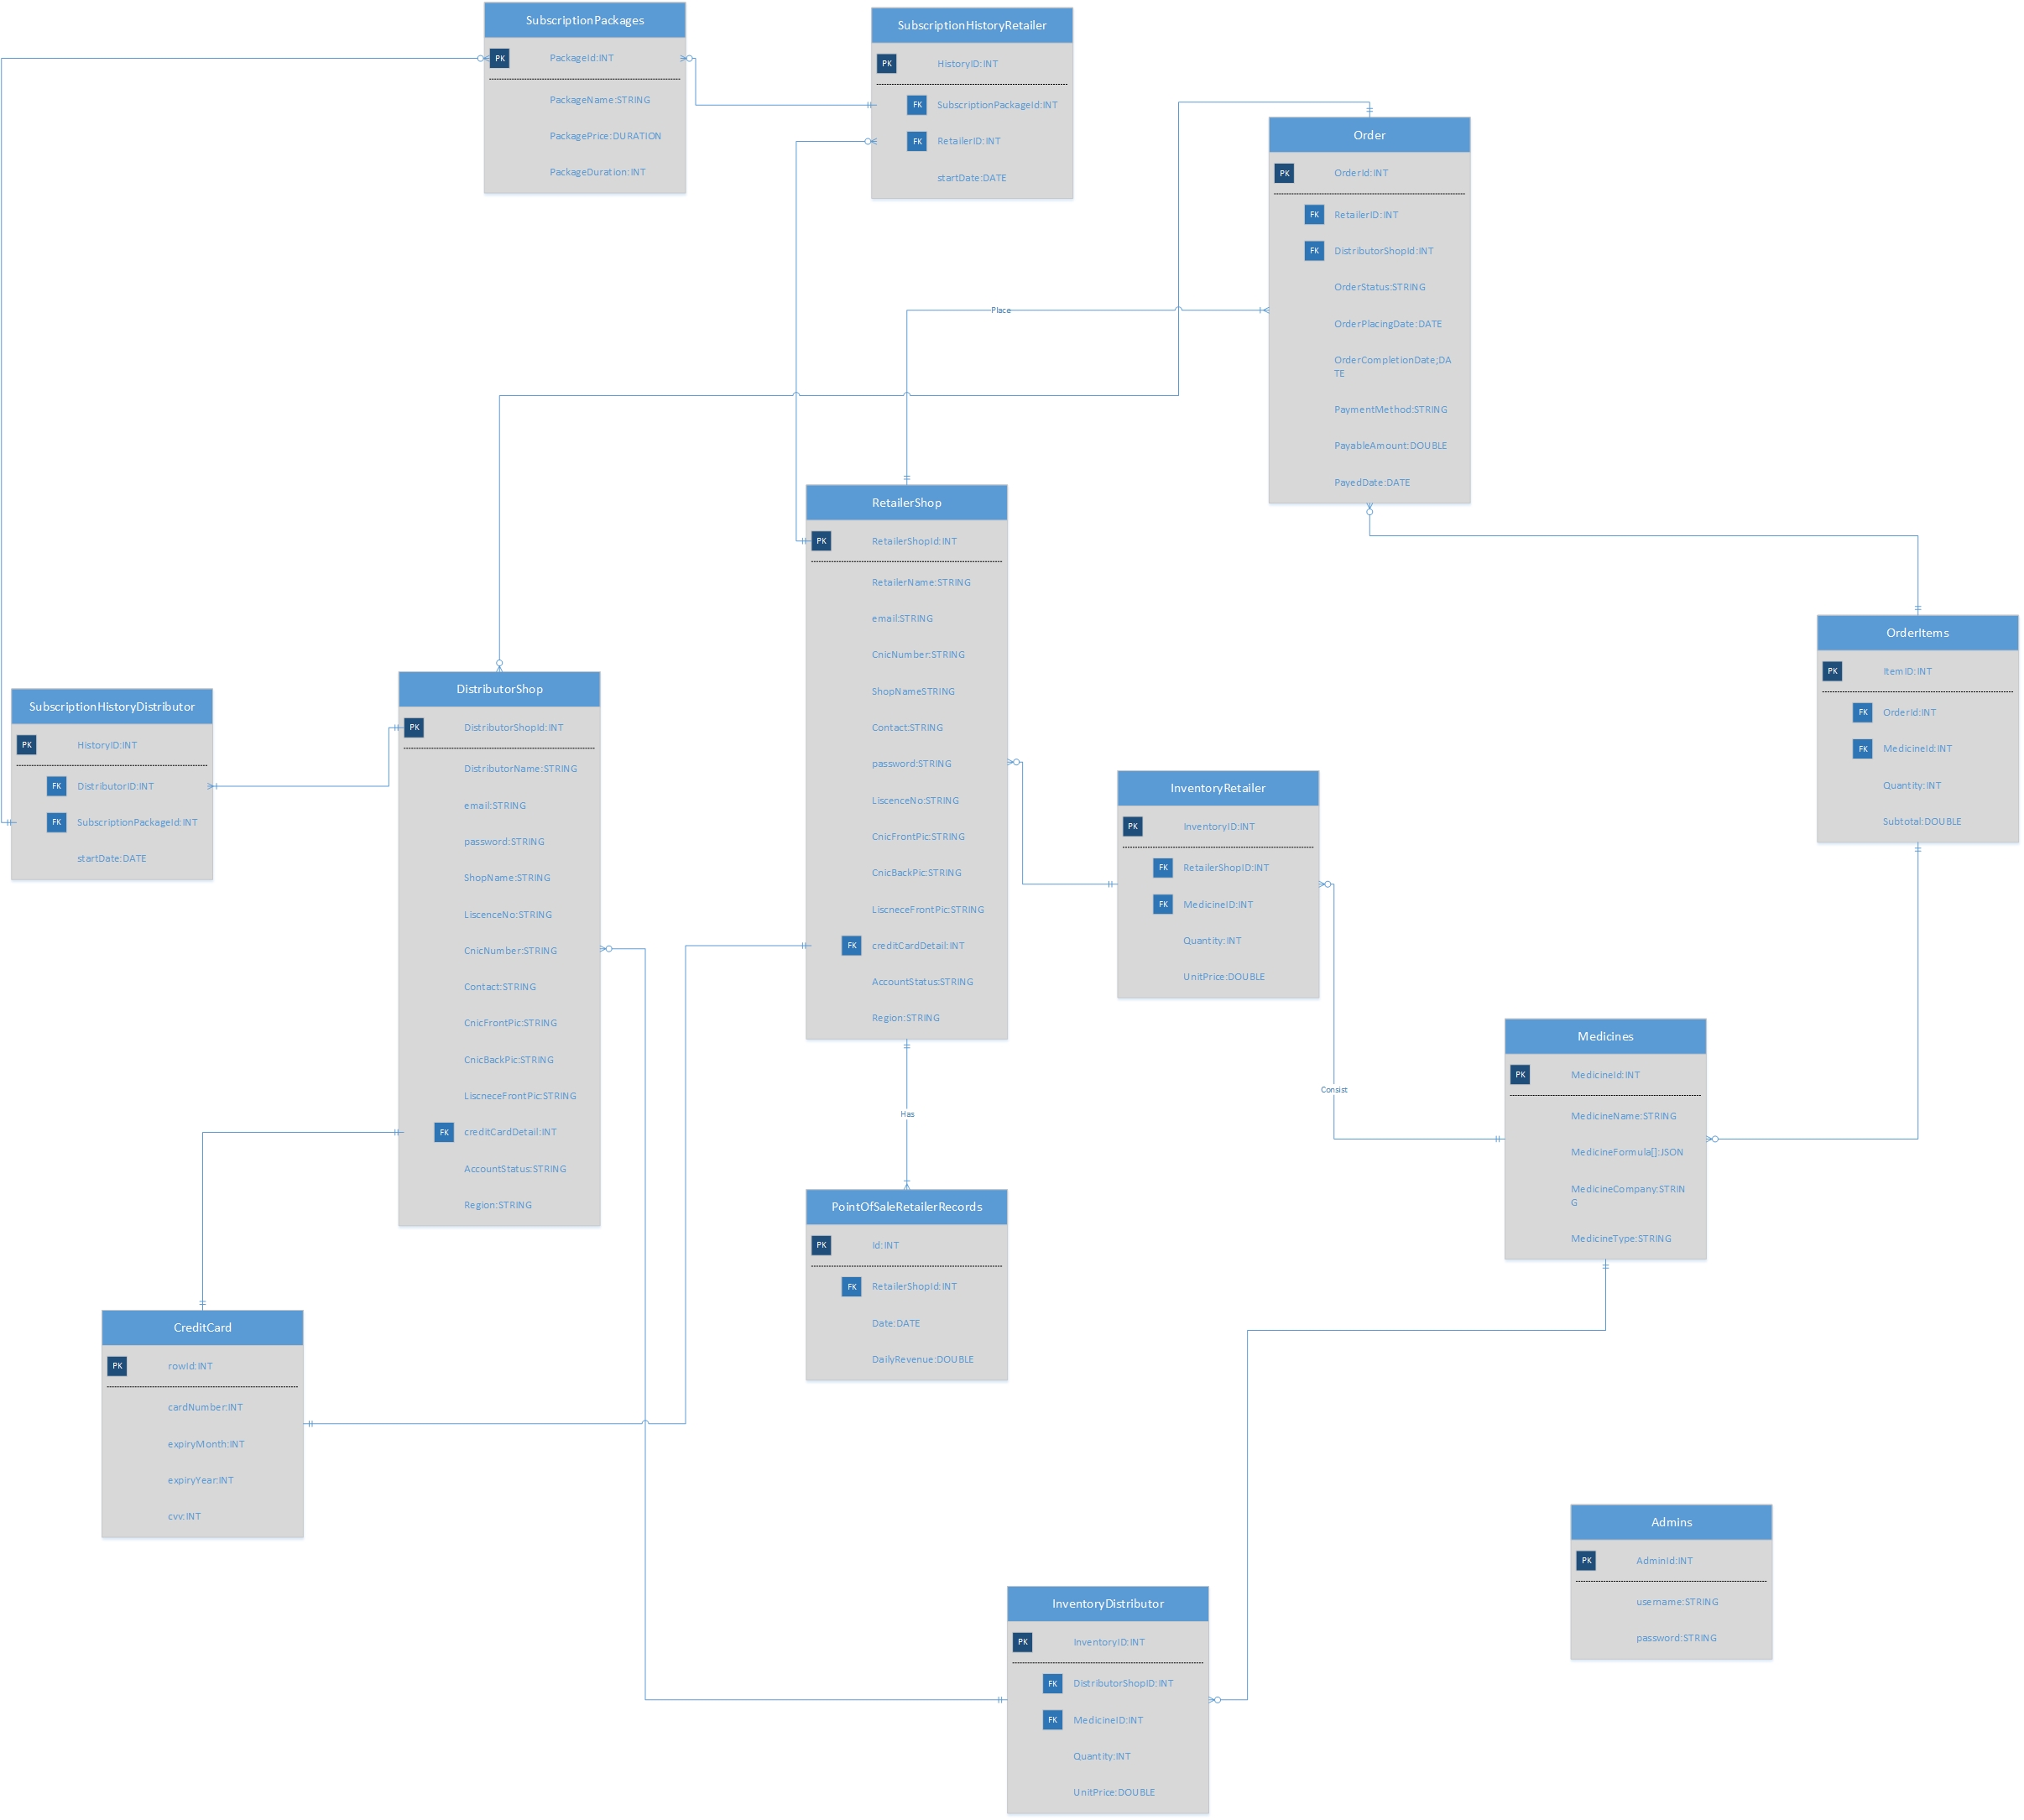 SubscriptionPackages
PK
PackageId:INT
PackageName:STRING
PackagePrice:DURATION
PackageDuration:INT
SubscriptionHistoryRetailer
PK
HistoryID:INT
FK
SubscriptionPackageId:INT
FK
RetailerID:INT
startDate:DATE
Order
PK
OrderId:INT
FK
RetailerID:INT
FK
DistributorShopId:INT
OrderStatus:STRING
OrderPlacingDate:DATE
OrderCompletionDate;DA
TE
PaymentMethod:STRING
PayableAmount:DOUBLE
PayedDate:DATE
Place
RetailerShop
PK
RetailerShopId:INT
RetailerName:STRING
email:STRING
CnicNumber:STRING
ShopNameSTRING
Contact:STRING
password:STRING
LiscenceNo:STRING
CnicFrontPic:STRING
CnicBackPic:STRING
LiscneceFrontPic:STRING
FK
creditCardDetail:INT
AccountStatus:STRING
Region:STRING
OrderItems
PK
ItemID:INT
FK
OrderId:INT
FK
MedicineId:INT
Quantity:INT
Subtotal:DOUBLE
SubscriptionHistoryDistributor
PK
HistoryID:INT
FK
DistributorID:INT
FK
SubscriptionPackageId:INT
startDate:DATE
DistributorShop
PK
DistributorShopId:INT
DistributorName:STRING
email:STRING
password:STRING
ShopName:STRING
LiscenceNo:STRING
CnicNumber:STRING
Contact:STRING
CnicFrontPic:STRING
CnicBackPic:STRING
LiscneceFrontPic:STRING
FK
creditCardDetail:INT
AccountStatus:STRING
Region:STRING
InventoryRetailer
PK
InventoryID:INT
FK
RetailerShopID:INT
FK
MedicineID:INT
Quantity:INT
UnitPrice:DOUBLE
Consist
Medicines
PK
MedicineId:INT
MedicineName:STRING
MedicineFormula[]:JSON
MedicineCompany:STRIN
G
MedicineType:STRING
Has
PointOfSaleRetailerRecords
PK
Id:INT
FK
RetailerShopId:INT
Date:DATE
DailyRevenue:DOUBLE
CreditCard
PK
rowId:INT
cardNumber:INT
expiryMonth:INT
expiryYear:INT
cvv:INT
Admins
PK
AdminId:INT
username:STRING
password:STRING
InventoryDistributor
PK
InventoryID:INT
FK
DistributorShopID:INT
FK
MedicineID:INT
Quantity:INT
UnitPrice:DOUBLE